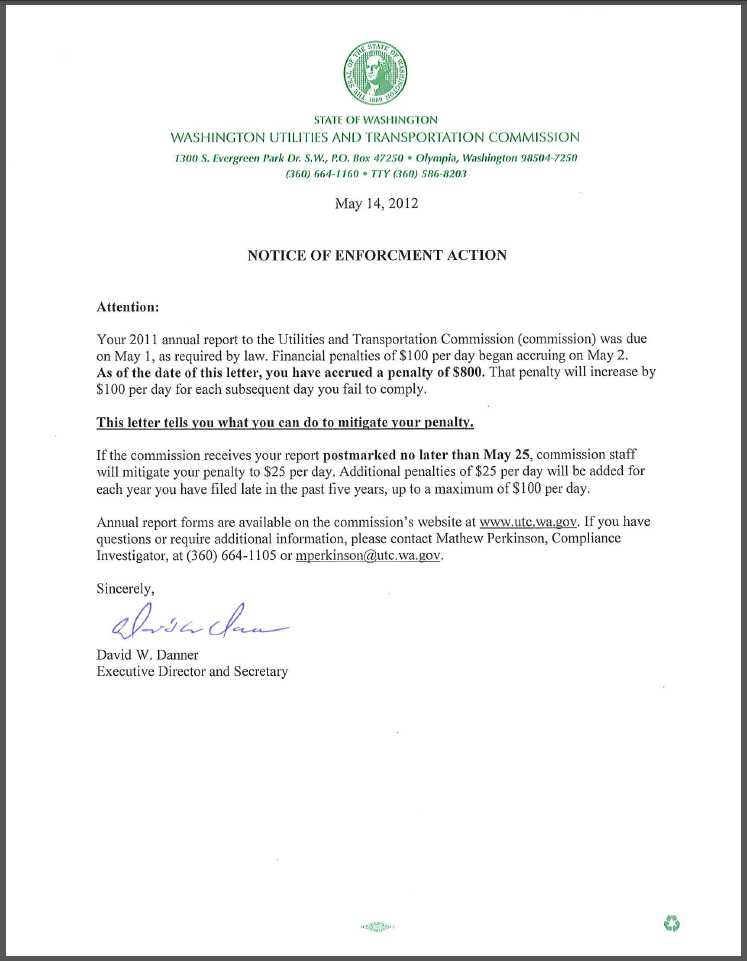 THE SEAL OF THE STATE OF WASHINGTON
1889
STATE OF WASHINGTON
WASHINGTON UTILITIES AND TRANSPORTATION COMMISSION
1300 S. Evergreen Park Dr. S.W., P.O. Box 47250 • Olympia, Washington 98504-7250
(360) 664-1160 • TTY (360) 586-8203
May 14, 2012
NOTICE OF ENFORCMENT ACTION
Attention:
Your 2011 annual report to the Utilities and Transportation Commission (commission) was due
on May 1, as required by law. Financial penalties of $100 per day began accruing on May 2.
As of the date of this letter, you have accrued a penalty of $800. That penalty will increase by
$100 per day for each subsequent day you fail to comply.
This letter tells you what you can do to mitigate your penalty.
If the commission receives your report postmarked no later than May 25, commission staff
will mitigate your penalty to $25 per day. Additional penalties of $25 per day will be added for
each year you have filed late in the past five years, up to a maximum of $100 per day.
Annual report forms are available on the commission's website at www.utc.wa.gov. If you have
questions or require additional information, please contact Mathew Perkinson, Compliance
Investigator, at (360) 664-1105 or mperkinson@utc.wa.gov.
Sincerely,
David W. Danner
Executive Director and Secretary